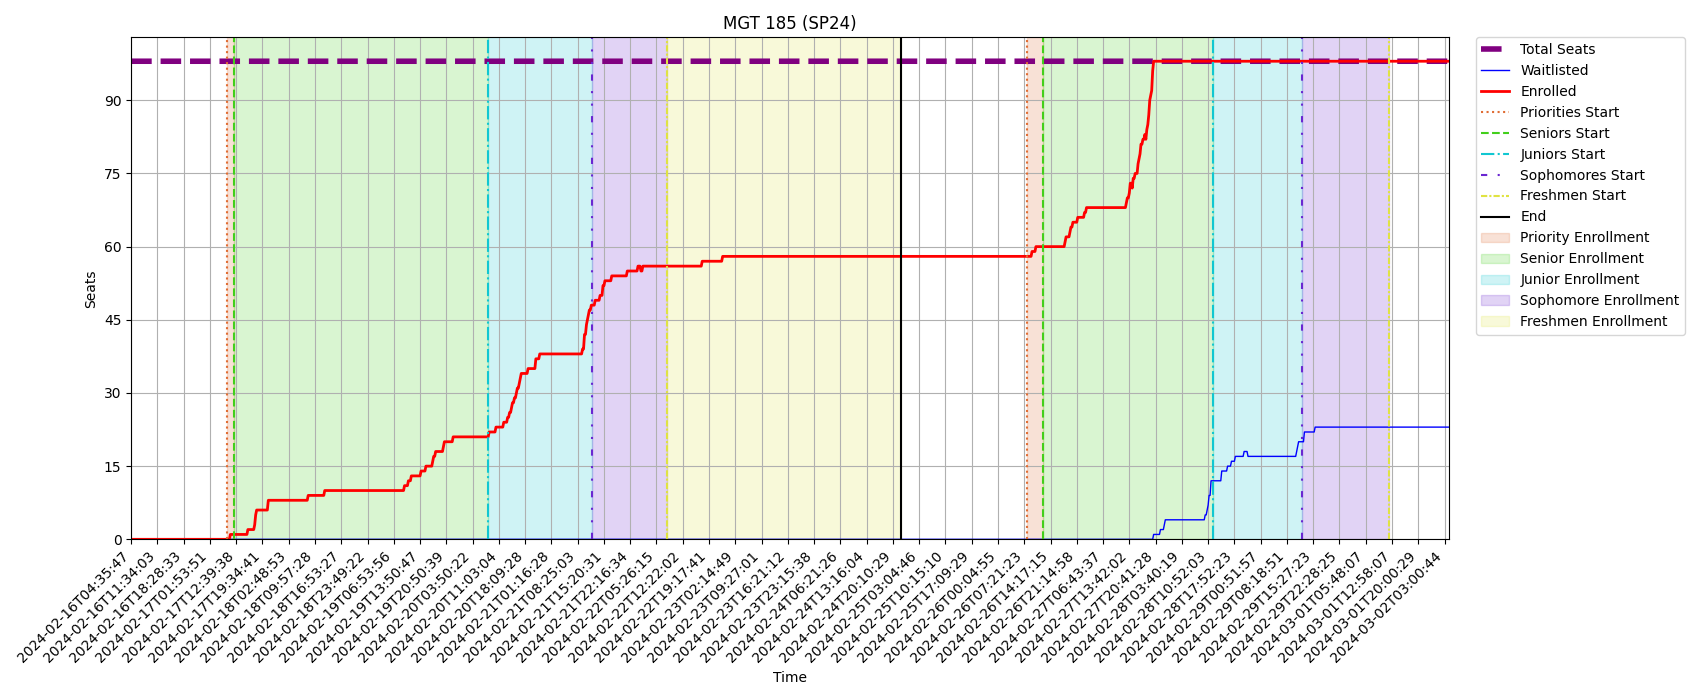 MGT 185 (SP24)
Seats
90
75
60
45
30
15
0
2024-02-16T04:35:47
2024-02-16T11:34:03
2024-02-16T18:28:33
2024-02-17T01:53:51
2024-02-17T12:39:38
2024-02-17T19:34:41
2024-02-18T02:48:53
2024-02-18T09:57:28
2024-02-18T16:53:27
2024-02-18T23:49:22
2024-02-19T06:53:56
2024-02-19T13:50:47
2024-02-19T20:50:39
2024-02-20T03:50:22
2024-02-20T11:03:04
2024-02-20T18:09:28
2024-02-21T01:16:28
2024-02-21T08:25:03
2024-02-21T15:20:31
2024-02-21T22:16:34
2024-02-22T05:26:15
2024-02-22T12:22:02
2024-02-22T19:17:41
2024-02-23T02:14:49
2024-02-23T09:27:01
2024-02-23T16:21:12
2024-02-23T23:15:38
2024-02-24T06:21:26
2024-02-24T13:16:04
2024-02-24T20:10:29
2024-02-25T03:04:46
2024-02-25T10:15:10
2024-02-25T17:09:29
2024-02-26T00:04:55
2024-02-26T07:21:23
2024-02-26T14:17:15
2024-02-26T21:14:58
2024-02-27T06:43:37
2024-02-27T13:42:02
2024-02-27T20:41:28
2024-02-28T03:40:19
2024-02-28T10:52:03
2024-02-28T17:52:23
2024-02-29T00:51:57
2024-02-29T08:18:51
2024-02-29T15:27:23
2024-02-29T22:28:25
2024-03-01T05:48:07
2024-03-01T12:58:07
2024-03-01T20:00:29
2024-03-02T03:00:44
Time
Total Seats
Waitlisted
Enrolled
Priorities Start
Seniors Start
Juniors Start
Sophomores Start
Freshmen Start
End
Priority Enrollment
Senior Enrollment
Junior Enrollment
Sophomore Enrollment
Freshmen Enrollment